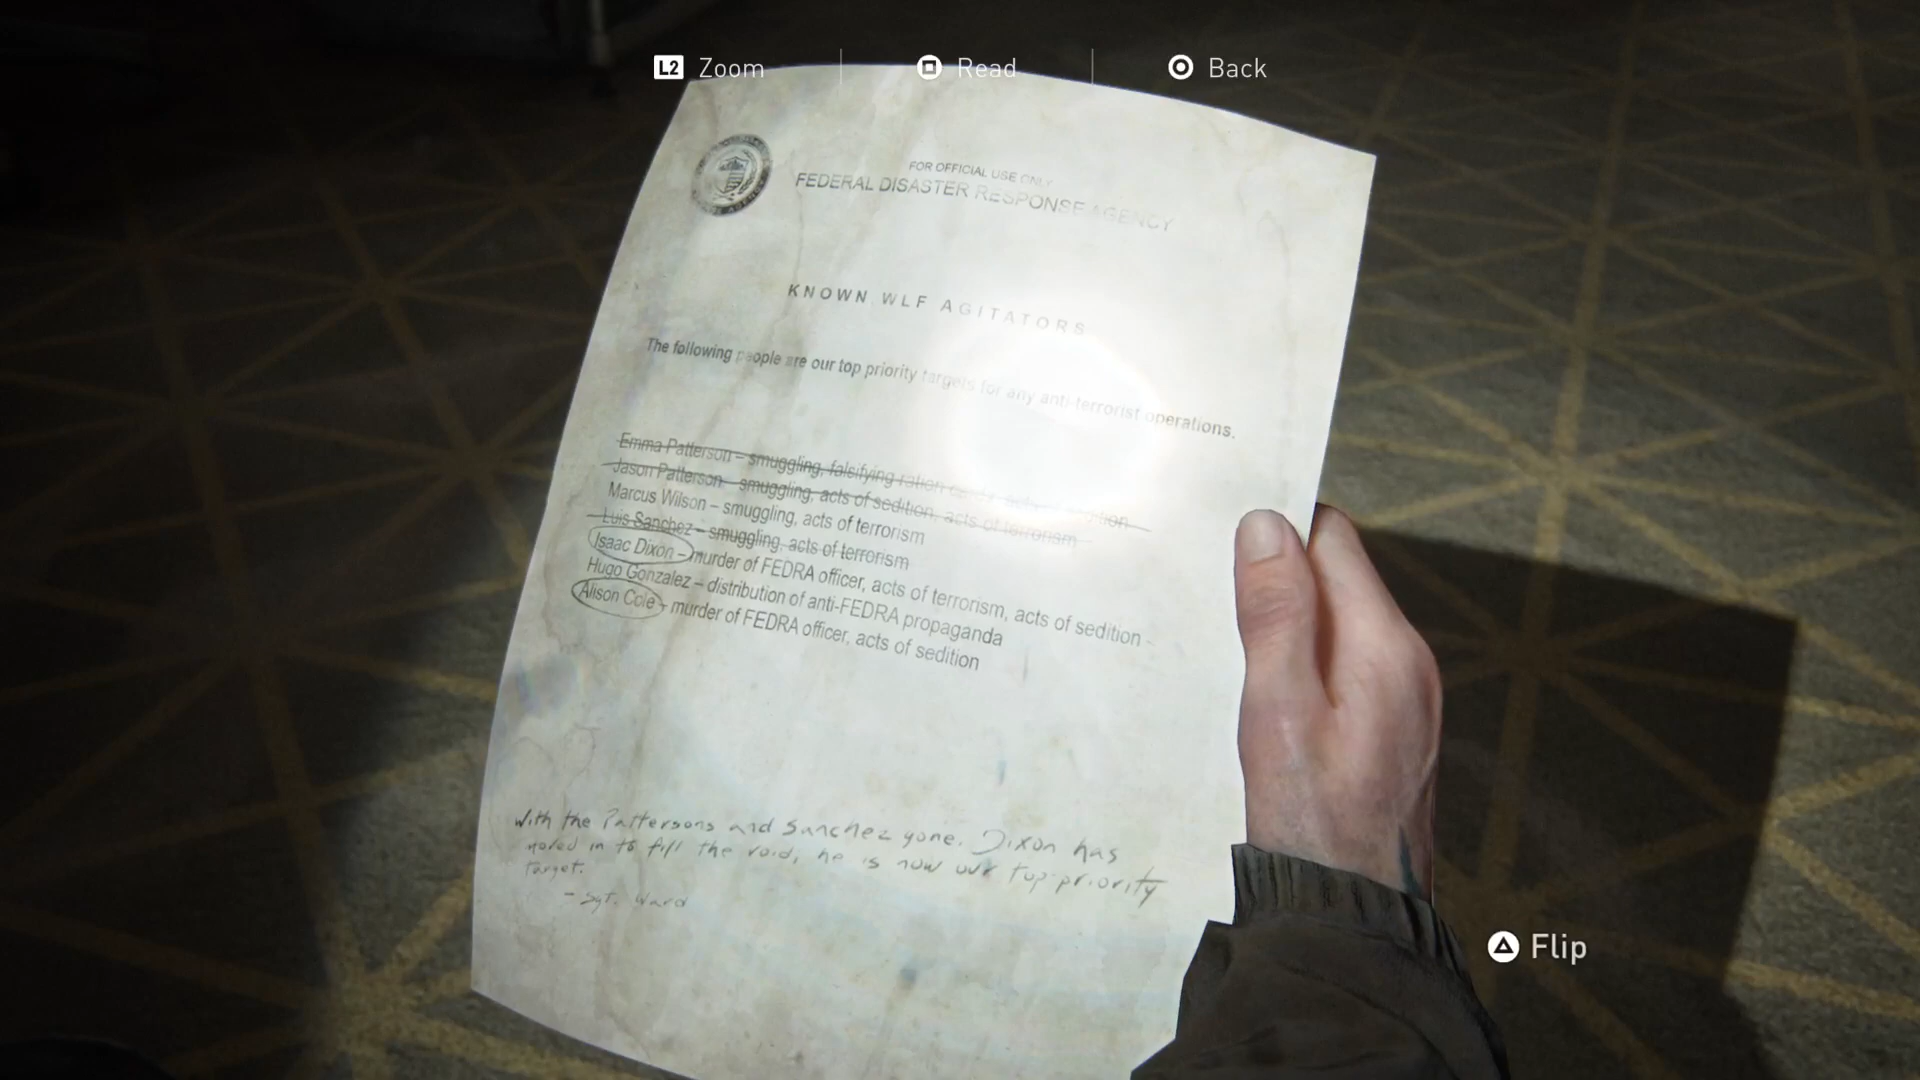 L2 Zoom
Read
Back
FOR OFFICIAL USE ONLY
FEDERAL DISASTER RESPONSE AGENCY
KNOWN WLF AGITATORS
The following people are our top priority targets for any anti-terrorist operations.
Emma Patterson – smuggling, falsifying ration cards, acts of sedition
Jason Patterson – smuggling, acts of sedition, acts of terrorism
Marcus Wilson – smuggling, acts of terrorism
Luis Sanchez – smuggling, acts of terrorism
Isaac Dixon – murder of FEDRA officer, acts of terrorism, acts of sedition -
Hugo Gonzalez – distribution of anti-FEDRA propaganda
Alison Cole – murder of FEDRA officer, acts of sedition
With the Pattersons and Sanchez gone, Dixon has
moved in to fill the void, he is now our top-priority
target.
- Sgt. Ward
Flip